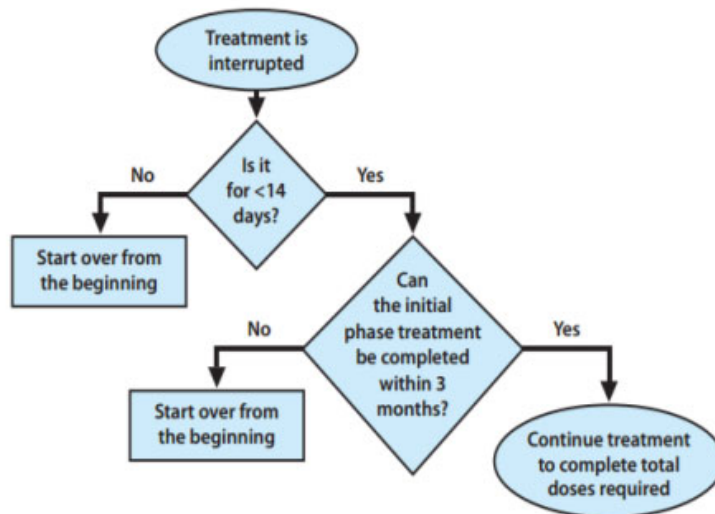 Treatment is
interrupted
Is it
for <14
days?
No
Yes
Start over from
the beginning
Can
the initial
phase treatment
be completed
within 3
months?
No
Yes
Start over from
the beginning
Continue treatment
to complete total
doses required